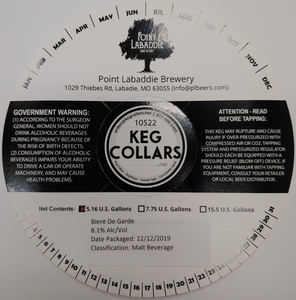 JAN FEB MAR APR MAY JUN JUL AUG SEP OCT NOV DEC
POINT
LABADDIE
BREWERY
Point Labaddie Brewery
1029 Thiebes Rd, Labadie, MO 63055 (info@plbeers.com)
GOVERNMENT WARNING:
(1) ACCORDING TO THE SURGEON
GENERAL, WOMEN SHOULD NOT
DRINK ALCOHOLIC BEVERAGES
DURING PREGNANCY BECAUSE OF
THE RISK OF BIRTH DEFECTS.
(2) CONSUMPTION OF ALCOHOLIC
BEVERAGES IMPAIRS YOUR ABILITY
TO DRIVE A CAR OR OPERATE
MACHINERY, AND MAY CAUSE
HEALTH PROBLEMS.
10522
KEG
COLLARS
ATTENTION - READ
BEFORE TAPPING:
THIS KEG MAY RUPTURE AND CAUSE
INJURY IF OVER PRESSURIZED WITH
COMPRESSED AIR OR CO2. TAPPING
SYSTEM AND PRESSURIZED REGULATOR
SHOULD EACH BE EQUIPPED WITH A
PRESSURE RELIEF (BLOW OFF) DEVICE. IF
YOU ARE NOT FAMILIAR WITH TAPPING
EQUIPMENT, CONSULT YOUR RETAILER
OR LOCAL BEER DISTRIBUTOR.
Net Contents: 5.16 U.S. Gallons 7.75 U.S. Gallons 15.5 U.S. Gallons
Biere De Garde
8.1% Alc/Vol
Date Packaged: 12/12/2019
Classification: Malt Beverage